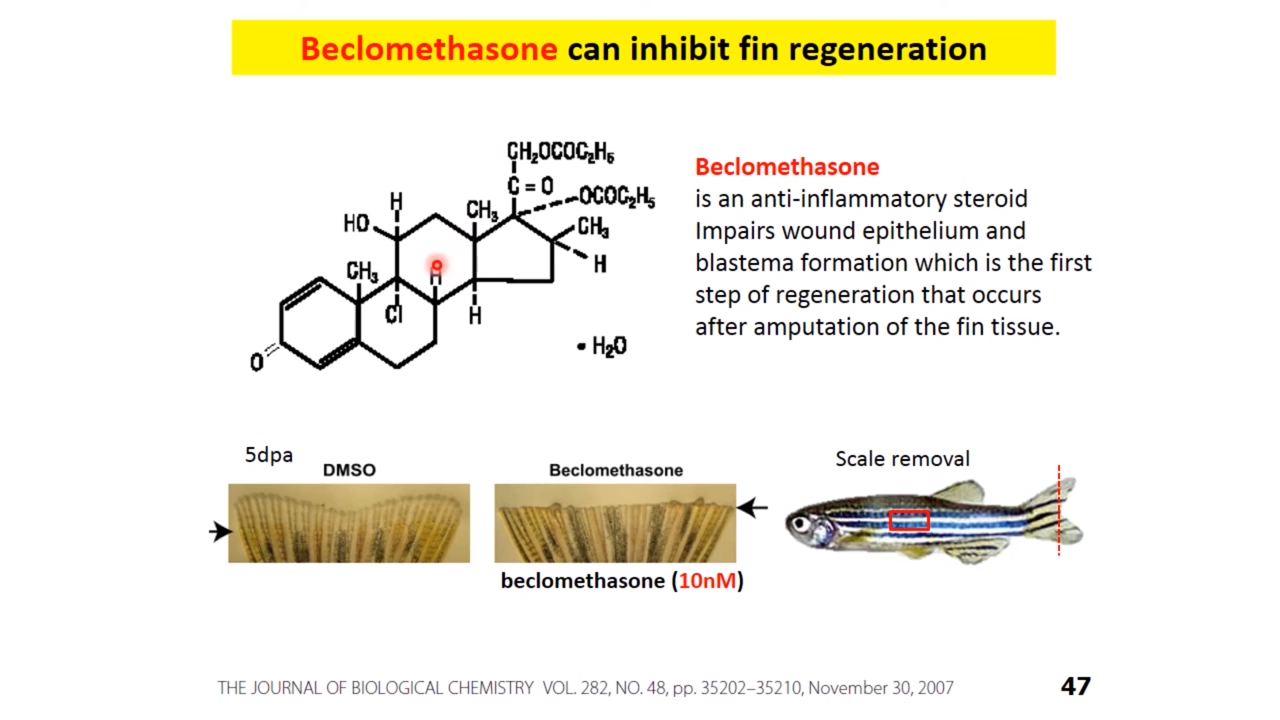 Beclomethasone can inhibit fin regeneration
CH₂OCOC₂H₅
C = O
OCOC₂H₅
H
CH₃
HO
CH₃
CH₃
H
H
Cl
H
O
• H₂O
Beclomethasone
is an anti-inflammatory steroid
Impairs wound epithelium and
blastema formation which is the first
step of regeneration that occurs
after amputation of the fin tissue.
5dpa
DMSO
Beclomethasone
beclomethasone (10nM)
Scale removal
THE JOURNAL OF BIOLOGICAL CHEMISTRY VOL. 282, NO. 48, pp. 35202–35210, November 30, 2007
47